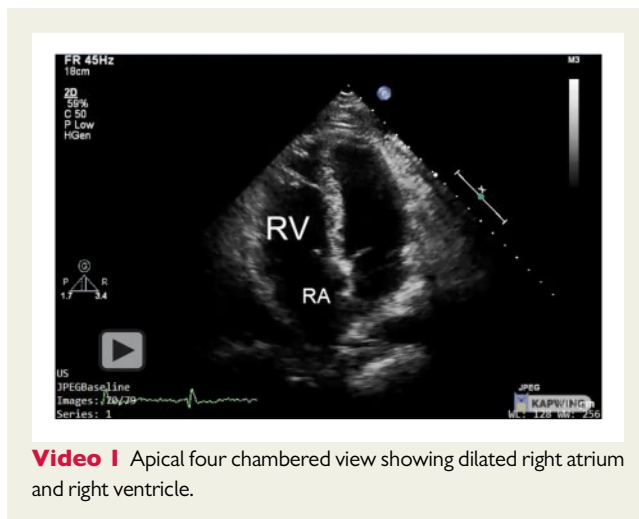 FR 45Hz
18cm
M3
2D
59%
C 50
P Low
HGen
RV
G
P R
1.7 3.4
RA
US
JPEGBaseline
Images: 70/79
Series: 1
JPEG
KAPWING
WL: 128 WW: 256
Video 1 Apical four chambered view showing dilated right atrium
and right ventricle.